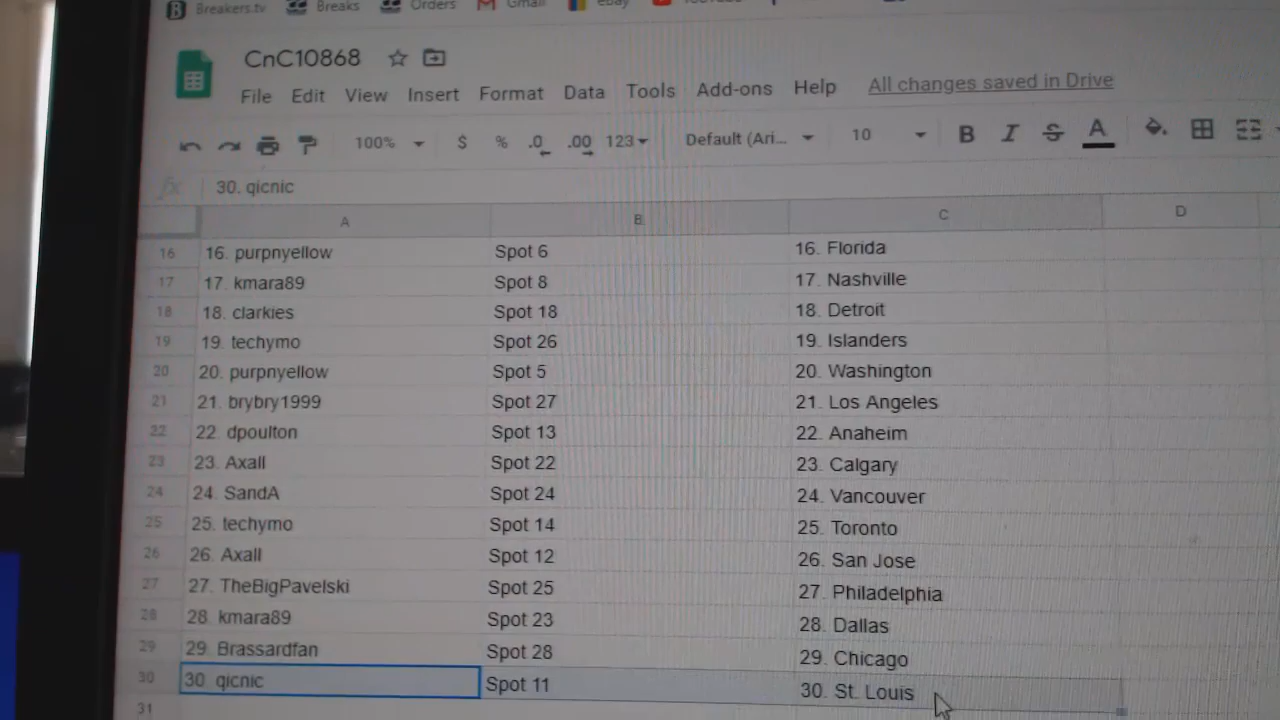 Breakers.tv Breaks Orders Gmail ebay
CnC10868
File Edit View Insert Format Data Tools Add-ons Help All changes saved in Drive
100% $ % .0 .00 123 Default (Ari... 10 B I S A
fx 30. qicnic
A B C D
16 16. purpnyellow Spot 6 16. Florida
17 17. kmara89 Spot 8 17. Nashville
18 18. clarkies Spot 18 18. Detroit
19 19. techymo Spot 26 19. Islanders
20 20. purpnyellow Spot 5 20. Washington
21 21. brybry1999 Spot 27 21. Los Angeles
22 22. dpoulton Spot 13 22. Anaheim
23 23. Axall Spot 22 23. Calgary
24 24. SandA Spot 24 24. Vancouver
25 25. techymo Spot 14 25. Toronto
26 26. Axall Spot 12 26. San Jose
27 27. TheBigPavelski Spot 25 27. Philadelphia
28 28. kmara89 Spot 23 28. Dallas
29 29. Brassardfan Spot 28 29. Chicago
30 30. qicnic Spot 11 30. St. Louis
31